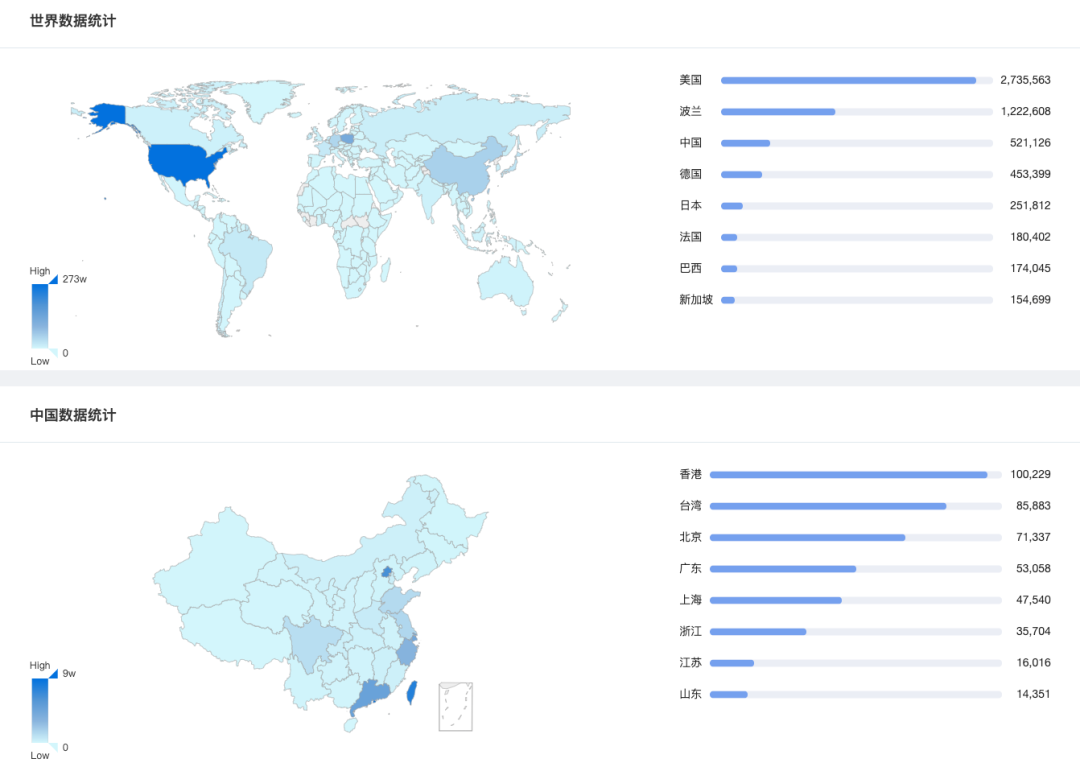 世界数据统计
美国 2,735,563
波兰 1,222,608
中国 521,126
德国 453,399
日本 251,812
法国 180,402
巴西 174,045
新加坡 154,699
High
273w
0
Low
中国数据统计
香港 100,229
台湾 85,883
北京 71,337
广东 53,058
上海 47,540
浙江 35,704
江苏 16,016
山东 14,351
High
9w
0
Low